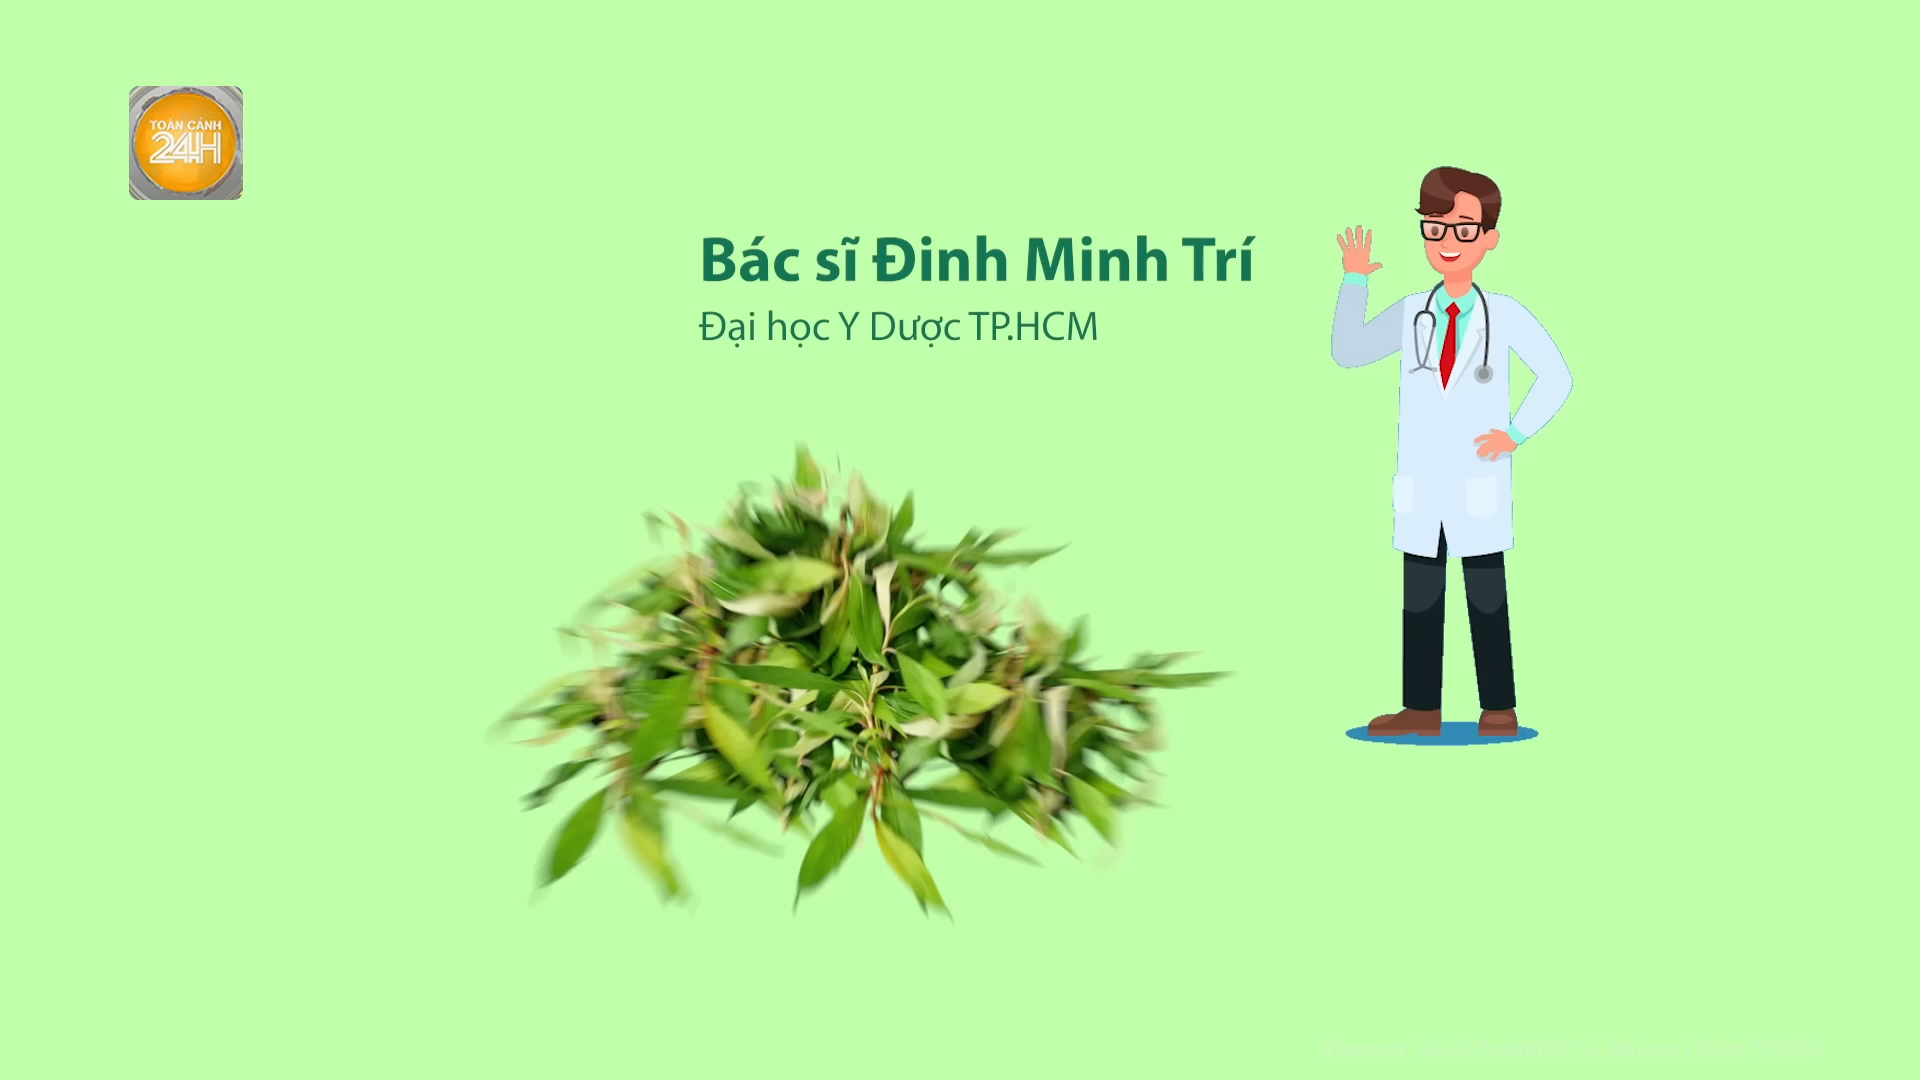 TOÀN CẢNH
24H
Bác sĩ Đinh Minh Trí
Đại học Y Dược TP.HCM